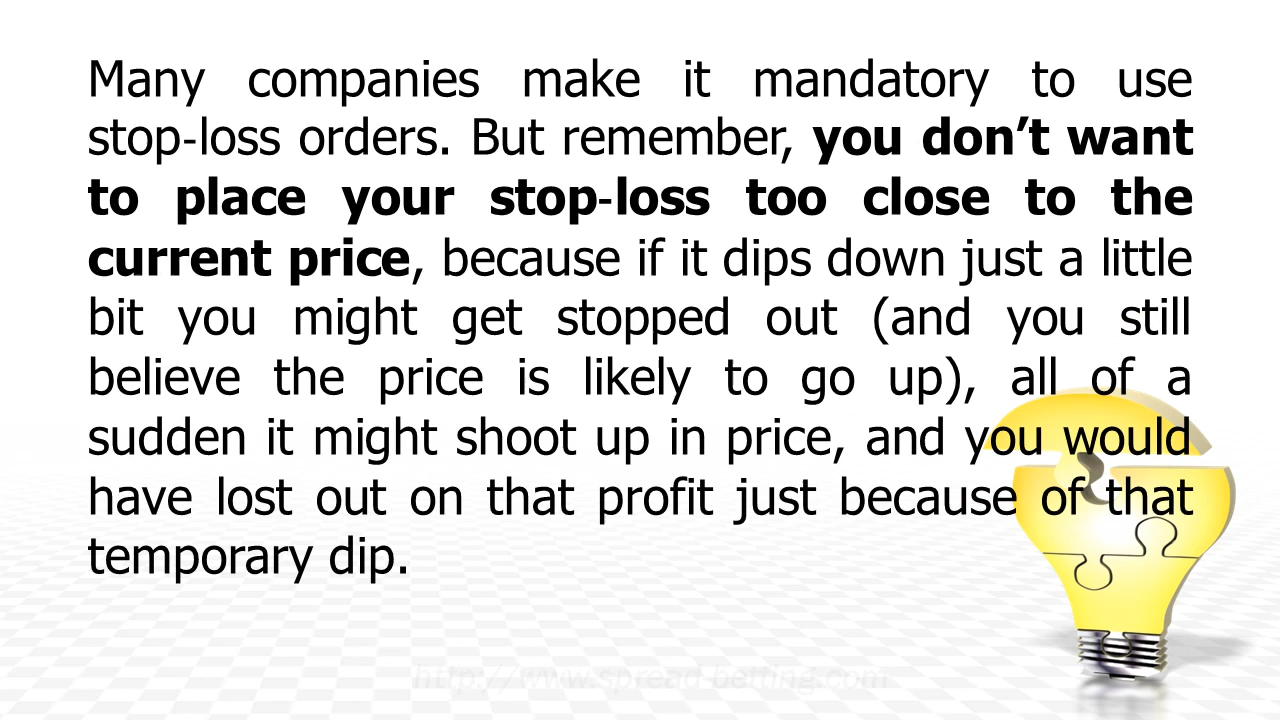 Many companies make it mandatory to use
stop-loss orders. But remember, you don’t want
to place your stop-loss too close to the
current price, because if it dips down just a little
bit you might get stopped out (and you still
believe the price is likely to go up), all of a
sudden it might shoot up in price, and you would
have lost out on that profit just because of that
temporary dip.
http://www.spread-betting.com